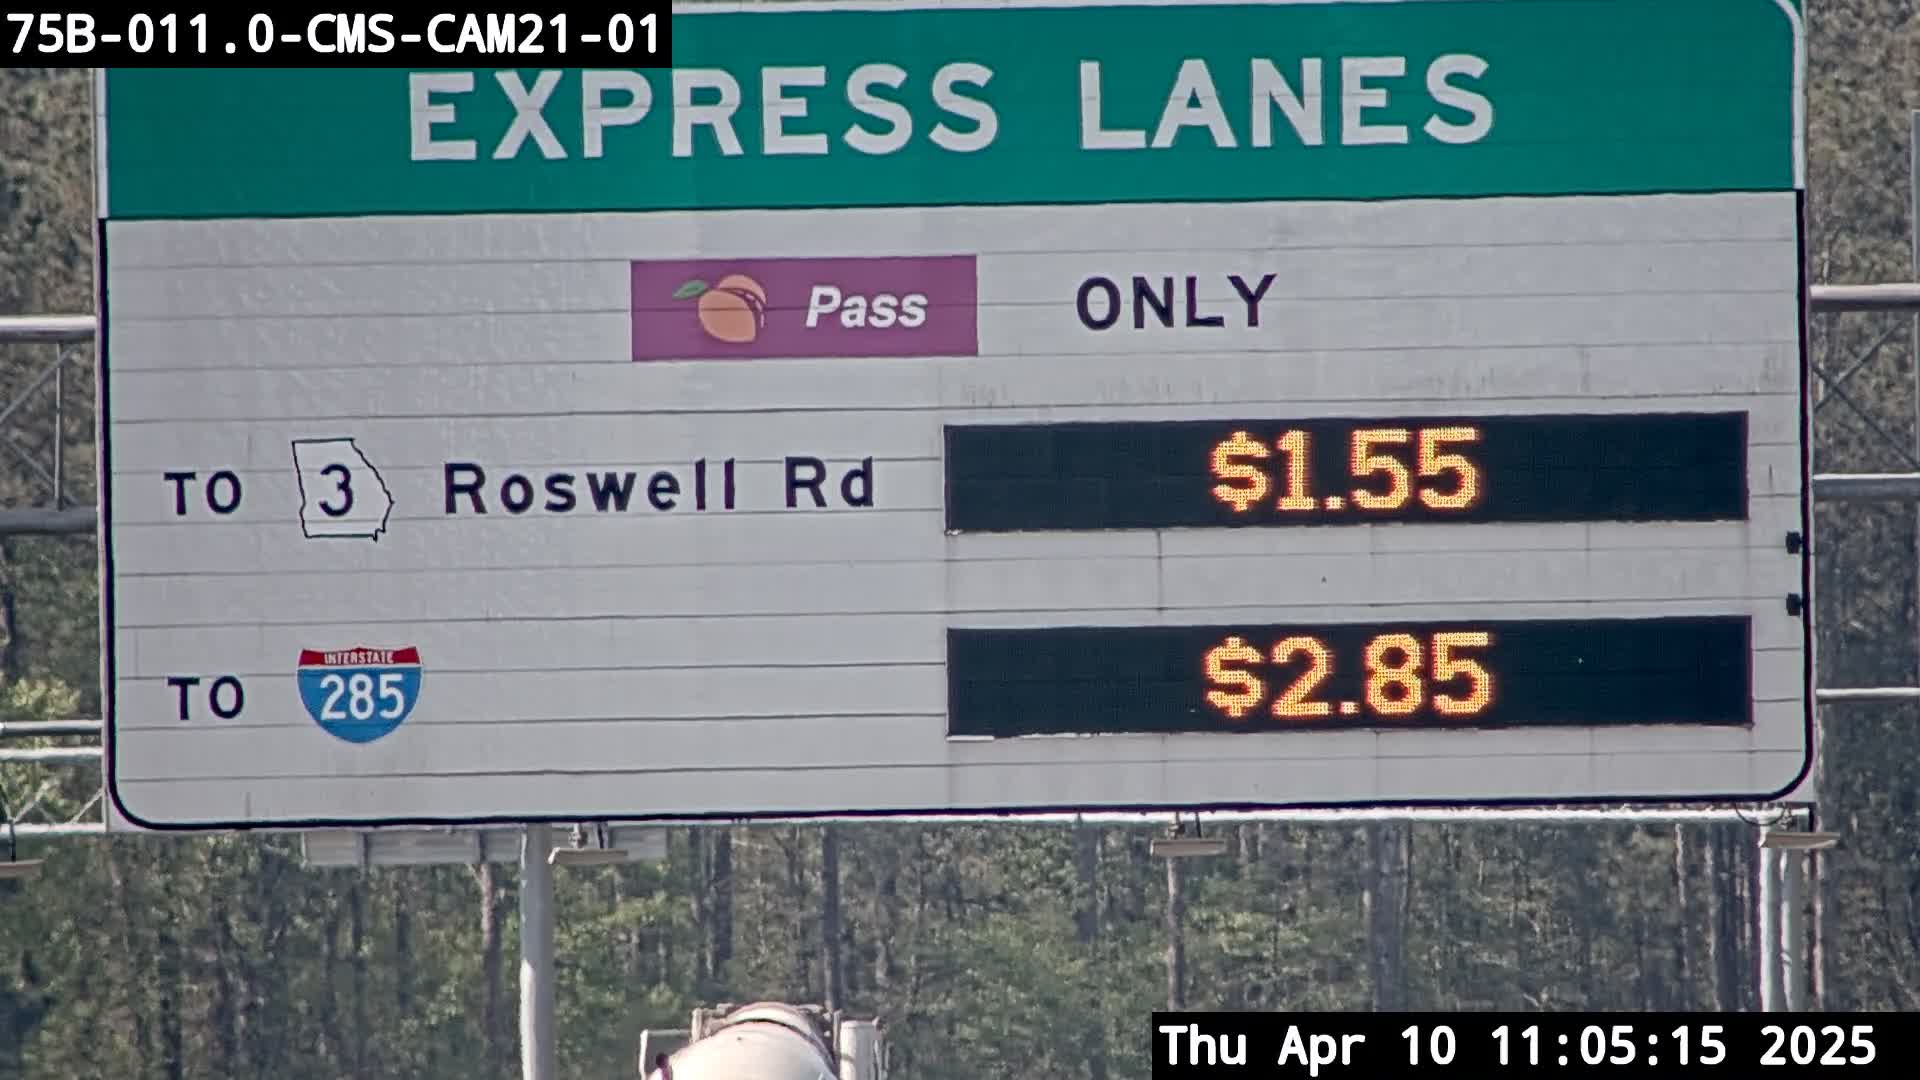 75B-011.0-CMS-CAM21-01
EXPRESS LANES
Pass ONLY
TO 3 Roswell Rd $1.55
INTERSTATE
TO 285 $2.85
Thu Apr 10 11:05:15 2025